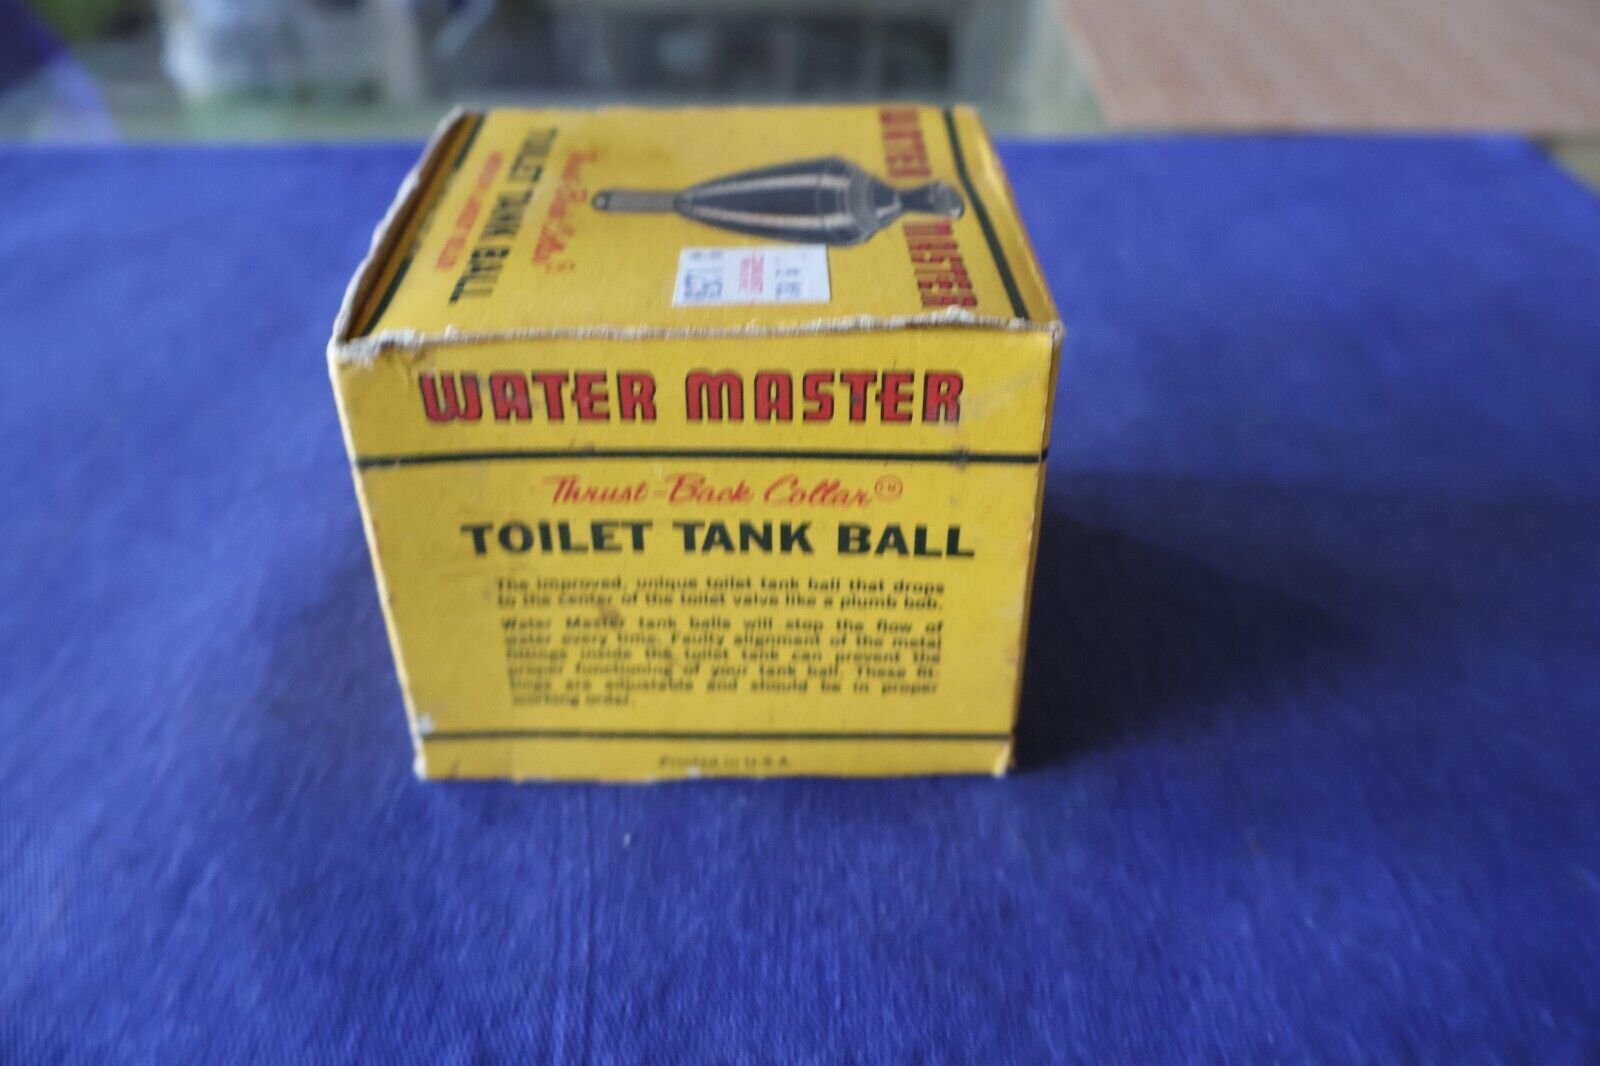 WATER MASTER
Thrust-Back Collar
TOILET TANK BALL
WATER MASTER
Thrust-Back Collar TM
TOILET TANK BALL
The improved, unique toilet tank ball that drops
to the center of the toilet valve like a plumb bob.
Water Master tank balls will stop the flow of
water every time. Faulty alignment of the metal
fittings inside the toilet tank can prevent the
proper functioning of your tank ball. These fit-
tings are adjustable and should be in proper
working order.
Printed in U.S.A.